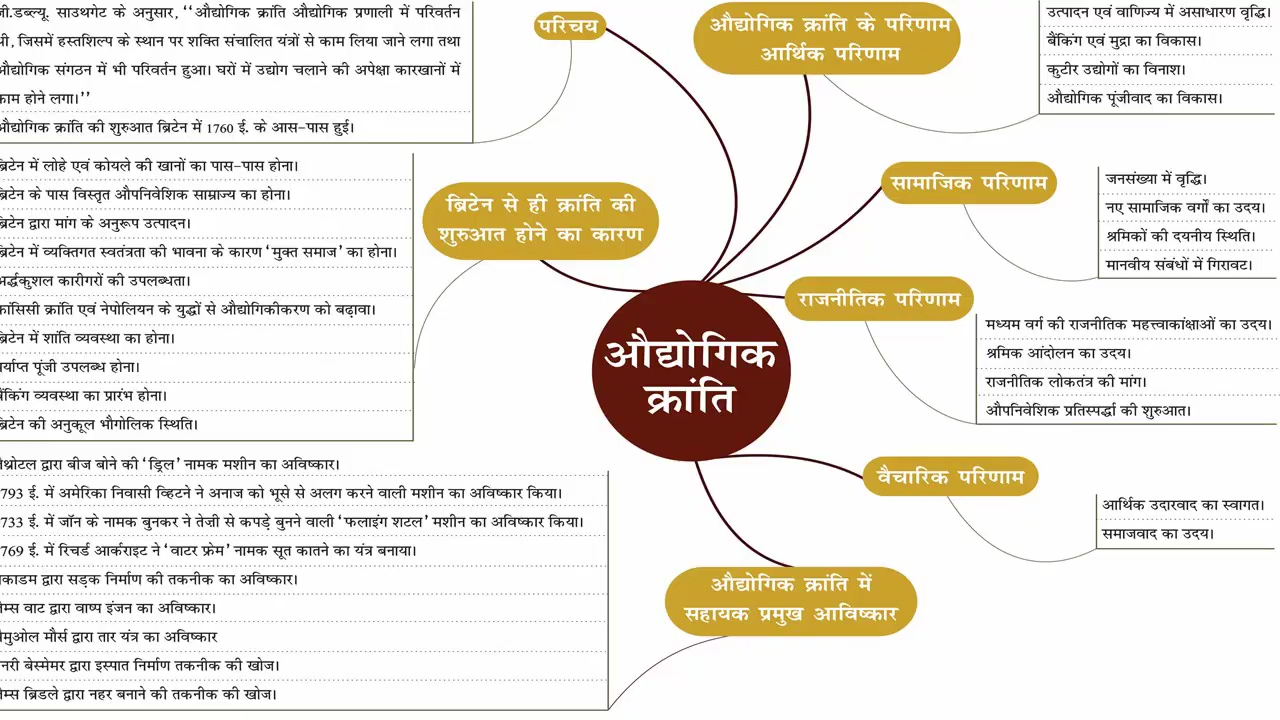 परिचय
जी.डब्ल्यू. साउथगेट के अनुसार, ‘‘औद्योगिक क्रांति औद्योगिक प्रणाली में परिवर्तन
थी, जिसमें हस्तशिल्प के स्थान पर शक्ति संचालित यंत्रों से काम लिया जाने लगा तथा
औद्योगिक सगठन में भी परिवर्तन हुआ। घरों में उद्योग चलाने की अपेक्षा कारखानों में
काम होने लगा।’’
औद्योगिक क्रांति की शुरुआत ब्रिटेन में 1760 ई. के आस-पास हुई।
ब्रिटेन से ही क्रांति की
शुरुआत होने का कारण
ब्रिटेन में लोहे एवं कोयले की खानों का पास-पास होना।
ब्रिटेन के पास विस्तृत औपनिवेशिक साम्राज्य का होना।
ब्रिटेन द्वारा मांग के अनुरूप उत्पादन।
ब्रिटेन में व्यक्तिगत स्वतंत्रता की भावना के कारण ‘मुक्त समाज’ का होना।
अर्द्धकुशल कारीगरों की उपलब्धता।
क्रांति एवं नेपोलियन के युद्धों से औद्योगिकीकरण को बढ़ावा।
ब्रिटेन में शांति व्यवस्था का होना।
पर्याप्त पूंजी उपलब्ध होना।
बैंकिंग व्यवस्था का प्रारंभ होना।
ब्रिटेन की अनुकूल भौगोलिक स्थिति।
औद्योगिक
क्रांति
औद्योगिक क्रांति के परिणाम
आर्थिक परिणाम
उत्पादन एवं वाणिज्य में असाधारण वृद्धि।
बैंकिंग एवं मुद्रा का विकास।
कुटीर उद्योगों का विनाश।
औद्योगिक पूंजीवाद का विकास।
सामाजिक परिणाम
जनसंख्या में वृद्धि।
नए सामाजिक वर्गों का उदय।
श्रमिकों की दयनीय स्थिति।
मानवीय संबंधों में गिरावट।
राजनीतिक परिणाम
मध्यम वर्ग की राजनीतिक महत्त्वाकांक्षाओं का उदय।
श्रमिक आंदोलन का उदय।
राजनीतिक लोकतंत्र की मांग।
औपनिवेशिक प्रतिस्पर्द्धा की शुरुआत।
वैचारिक परिणाम
आर्थिक उदारवाद का स्वागत।
समाजवाद का उदय।
औद्योगिक क्रांति में
सहायक प्रमुख आविष्कार
द्वारा बीज बोने की ‘ड्रिल’ नामक मशीन का अविष्कार।
793 ई. में अमेरिका निवासी व्हिटने ने अनाज को भूसे से अलग करने वाली मशीन का अविष्कार किया।
733 ई. में जॉन के नामक बुनकर ने तेजी से कपड़े बुनने वाली ‘फलाइंग शटल’ मशीन का अविष्कार किया।
769 ई. में रिचर्ड आर्कराइट ने ‘वाटर फ्रेम’ नामक सूत कातने का यंत्र बनाया।
द्वारा सड़क निर्माण की तकनीक का अविष्कार।
वाट द्वारा वाष्प इंजन का अविष्कार।
मौर्स द्वारा तार यंत्र का अविष्कार
बेस्मेमर द्वारा इस्पात निर्माण तकनीक की खोज।
ब्रिडले द्वारा नहर बनाने की तकनीक की खोज।